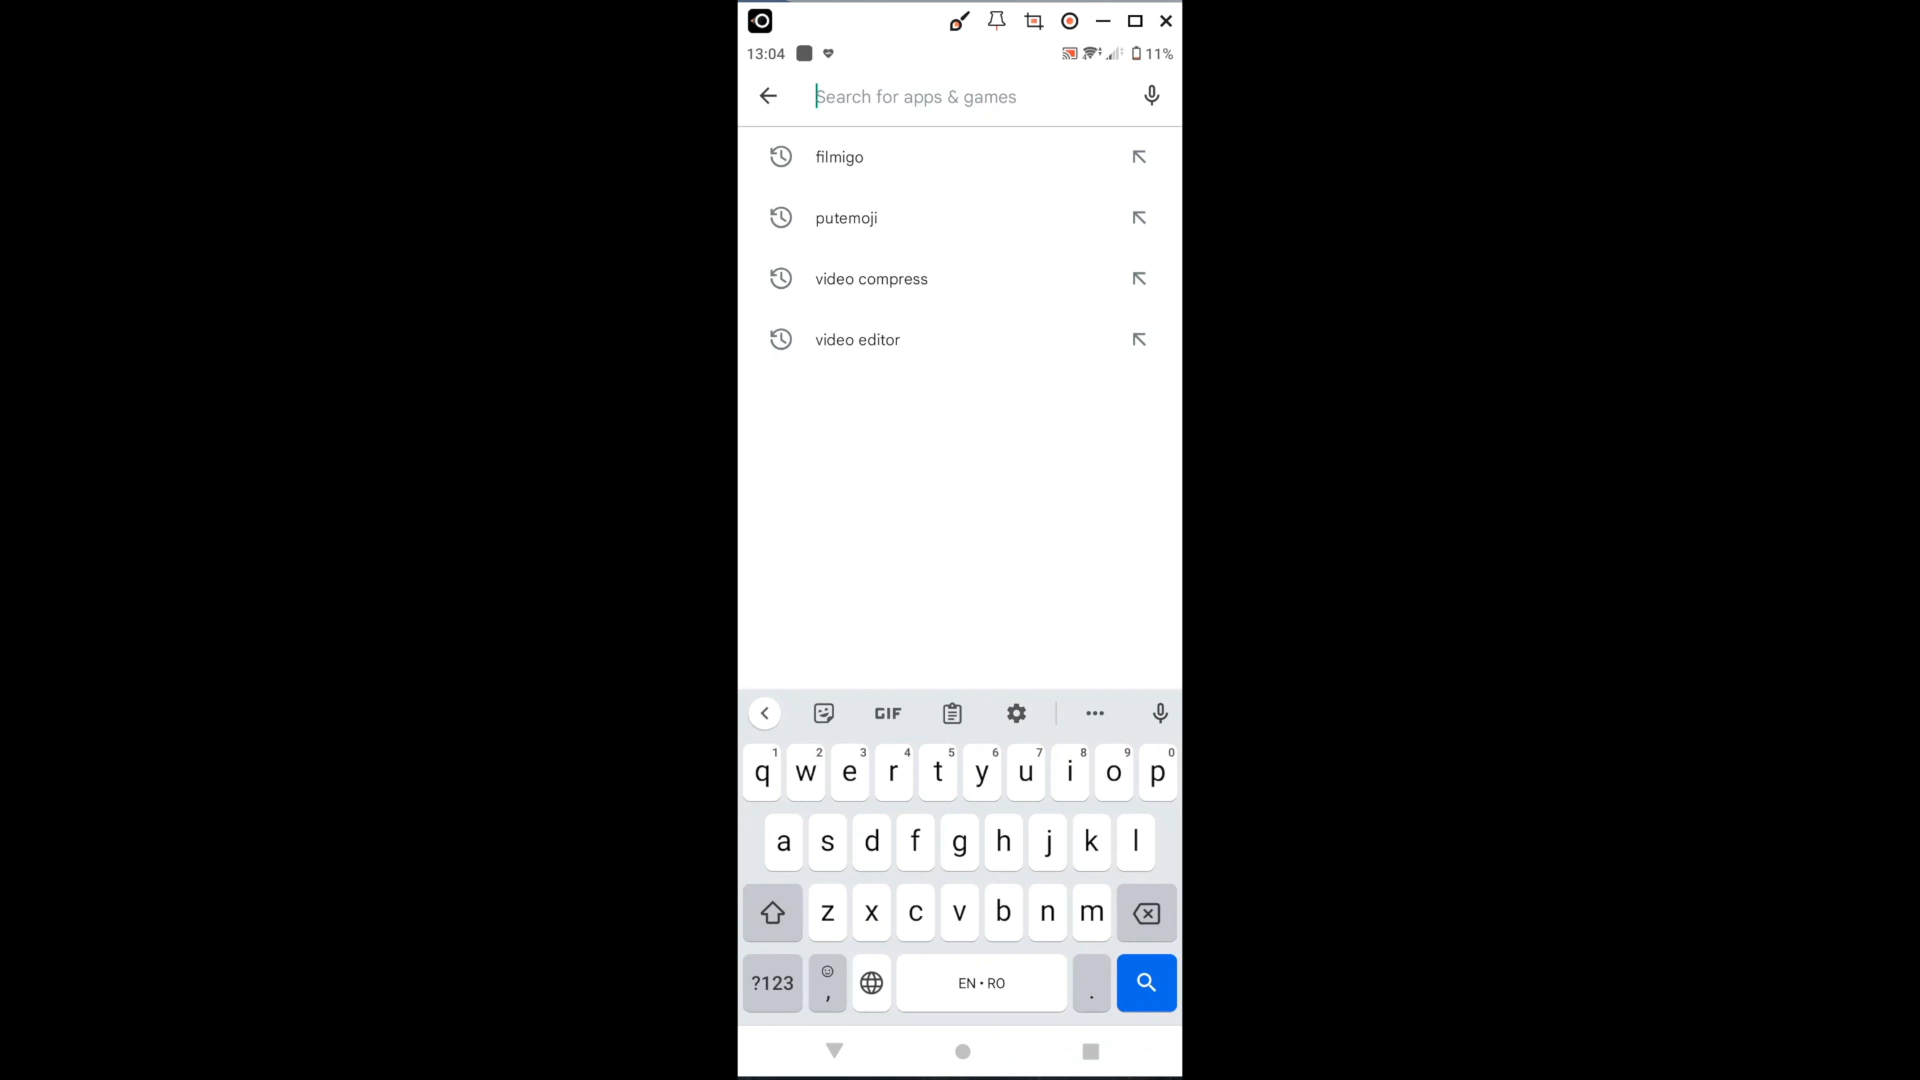 13:04
11%
Search for apps & games
filmigo
putemoji
video compress
video editor
GIF
1 2 3 4 5 6 7 8 9 0
q w e r t y u i o p
a s d f g h j k l
z x c v b n m
?123 , EN • RO .